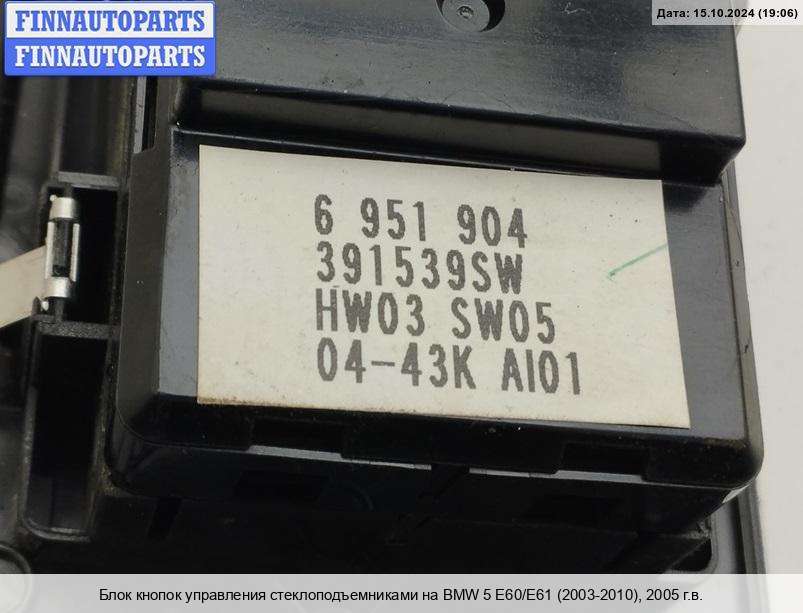 FINNAUTOPARTS
FINNAUTOPARTS
Дата: 15.10.2024 (19:06)
6 951 904
391539SW
HW03 SW05
04-43K AI01
Блок кнопок управления стеклоподъемниками на BMW 5 E60/E61 (2003-2010), 2005 г.в.